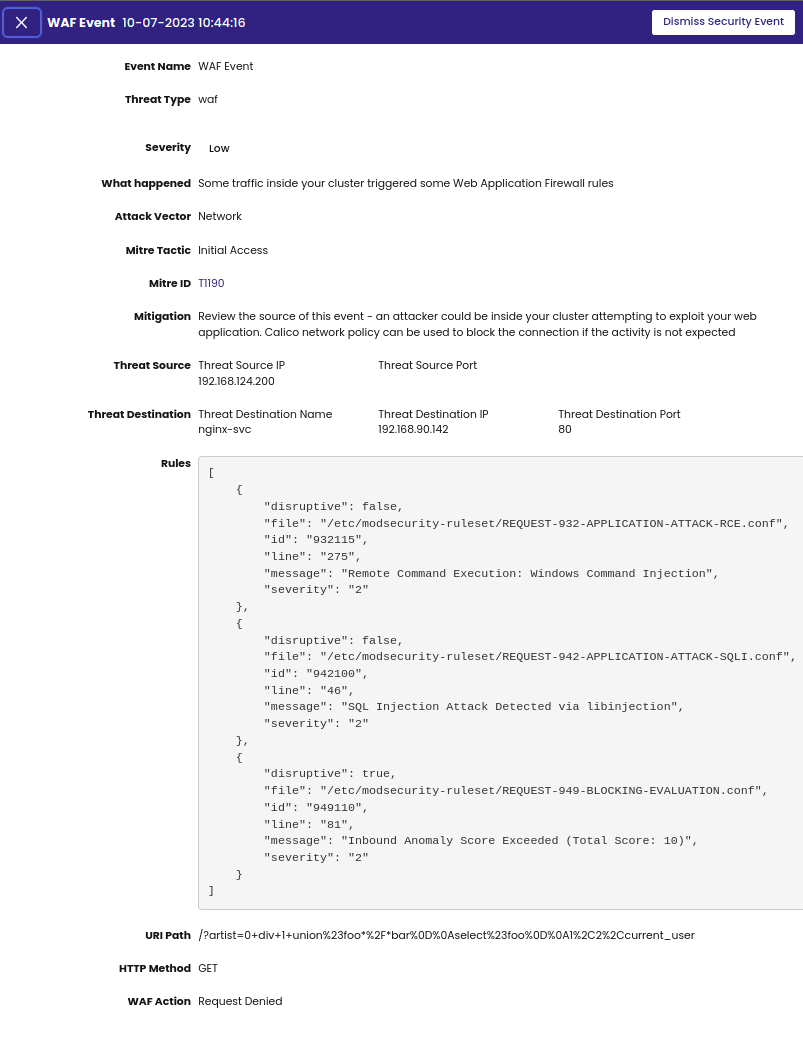 WAF Event 10-07-2023 10:44:16
Dismiss Security Event
Event Name WAF Event
Threat Type waf
Severity Low
What happened Some traffic inside your cluster triggered some Web Application Firewall rules
Attack Vector Network
Mitre Tactic Initial Access
Mitre ID T1190
Mitigation Review the source of this event - an attacker could be inside your cluster attempting to exploit your web
application. Calico network policy can be used to block the connection if the activity is not expected
Threat Source Threat Source IP Threat Source Port
192.168.124.200
Threat Destination Threat Destination Name Threat Destination IP Threat Destination Port
nginx-svc 192.168.90.142 80
Rules
[
    {
        "disruptive": false,
        "file": "/etc/modsecurity-ruleset/REQUEST-932-APPLICATION-ATTACK-RCE.conf",
        "id": "932115",
        "line": "275",
        "message": "Remote Command Execution: Windows Command Injection",
        "severity": "2"
    },
    {
        "disruptive": false,
        "file": "/etc/modsecurity-ruleset/REQUEST-942-APPLICATION-ATTACK-SQLI.conf",
        "id": "942100",
        "line": "46",
        "message": "SQL Injection Attack Detected via libinjection",
        "severity": "2"
    },
    {
        "disruptive": true,
        "file": "/etc/modsecurity-ruleset/REQUEST-949-BLOCKING-EVALUATION.conf",
        "id": "949110",
        "line": "81",
        "message": "Inbound Anomaly Score Exceeded (Total Score: 10)",
        "severity": "2"
    }
]
URI Path /?artist=0+div+1+union%23foo*%2F*bar%0D%0Aselect%23foo%0D%0A1%2C2%2Ccurrent_user
HTTP Method GET
WAF Action Request Denied